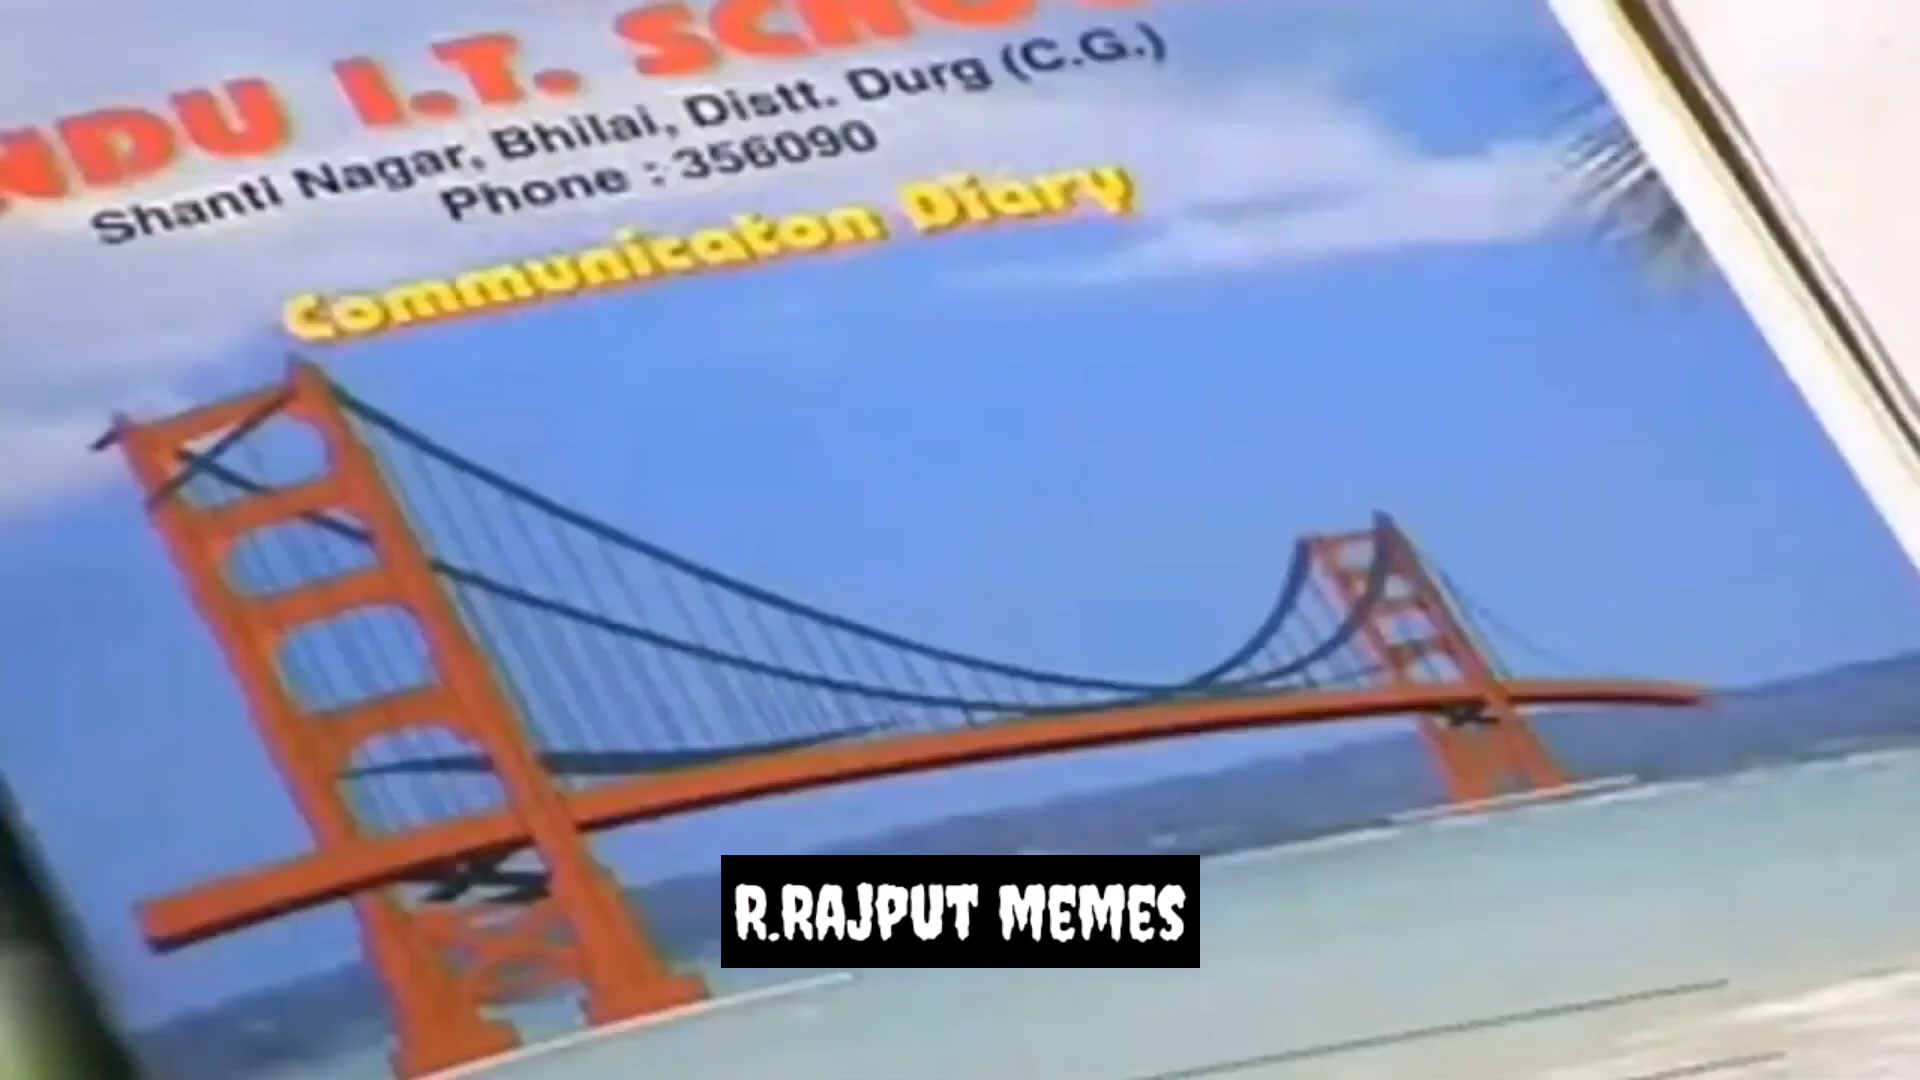 NDU I.T. SCHO
Shanti Nagar, Bhilai, Distt. Durg (C.G.)
Phone : 356090
Communicaton Diary
R.RAJPUT MEMES